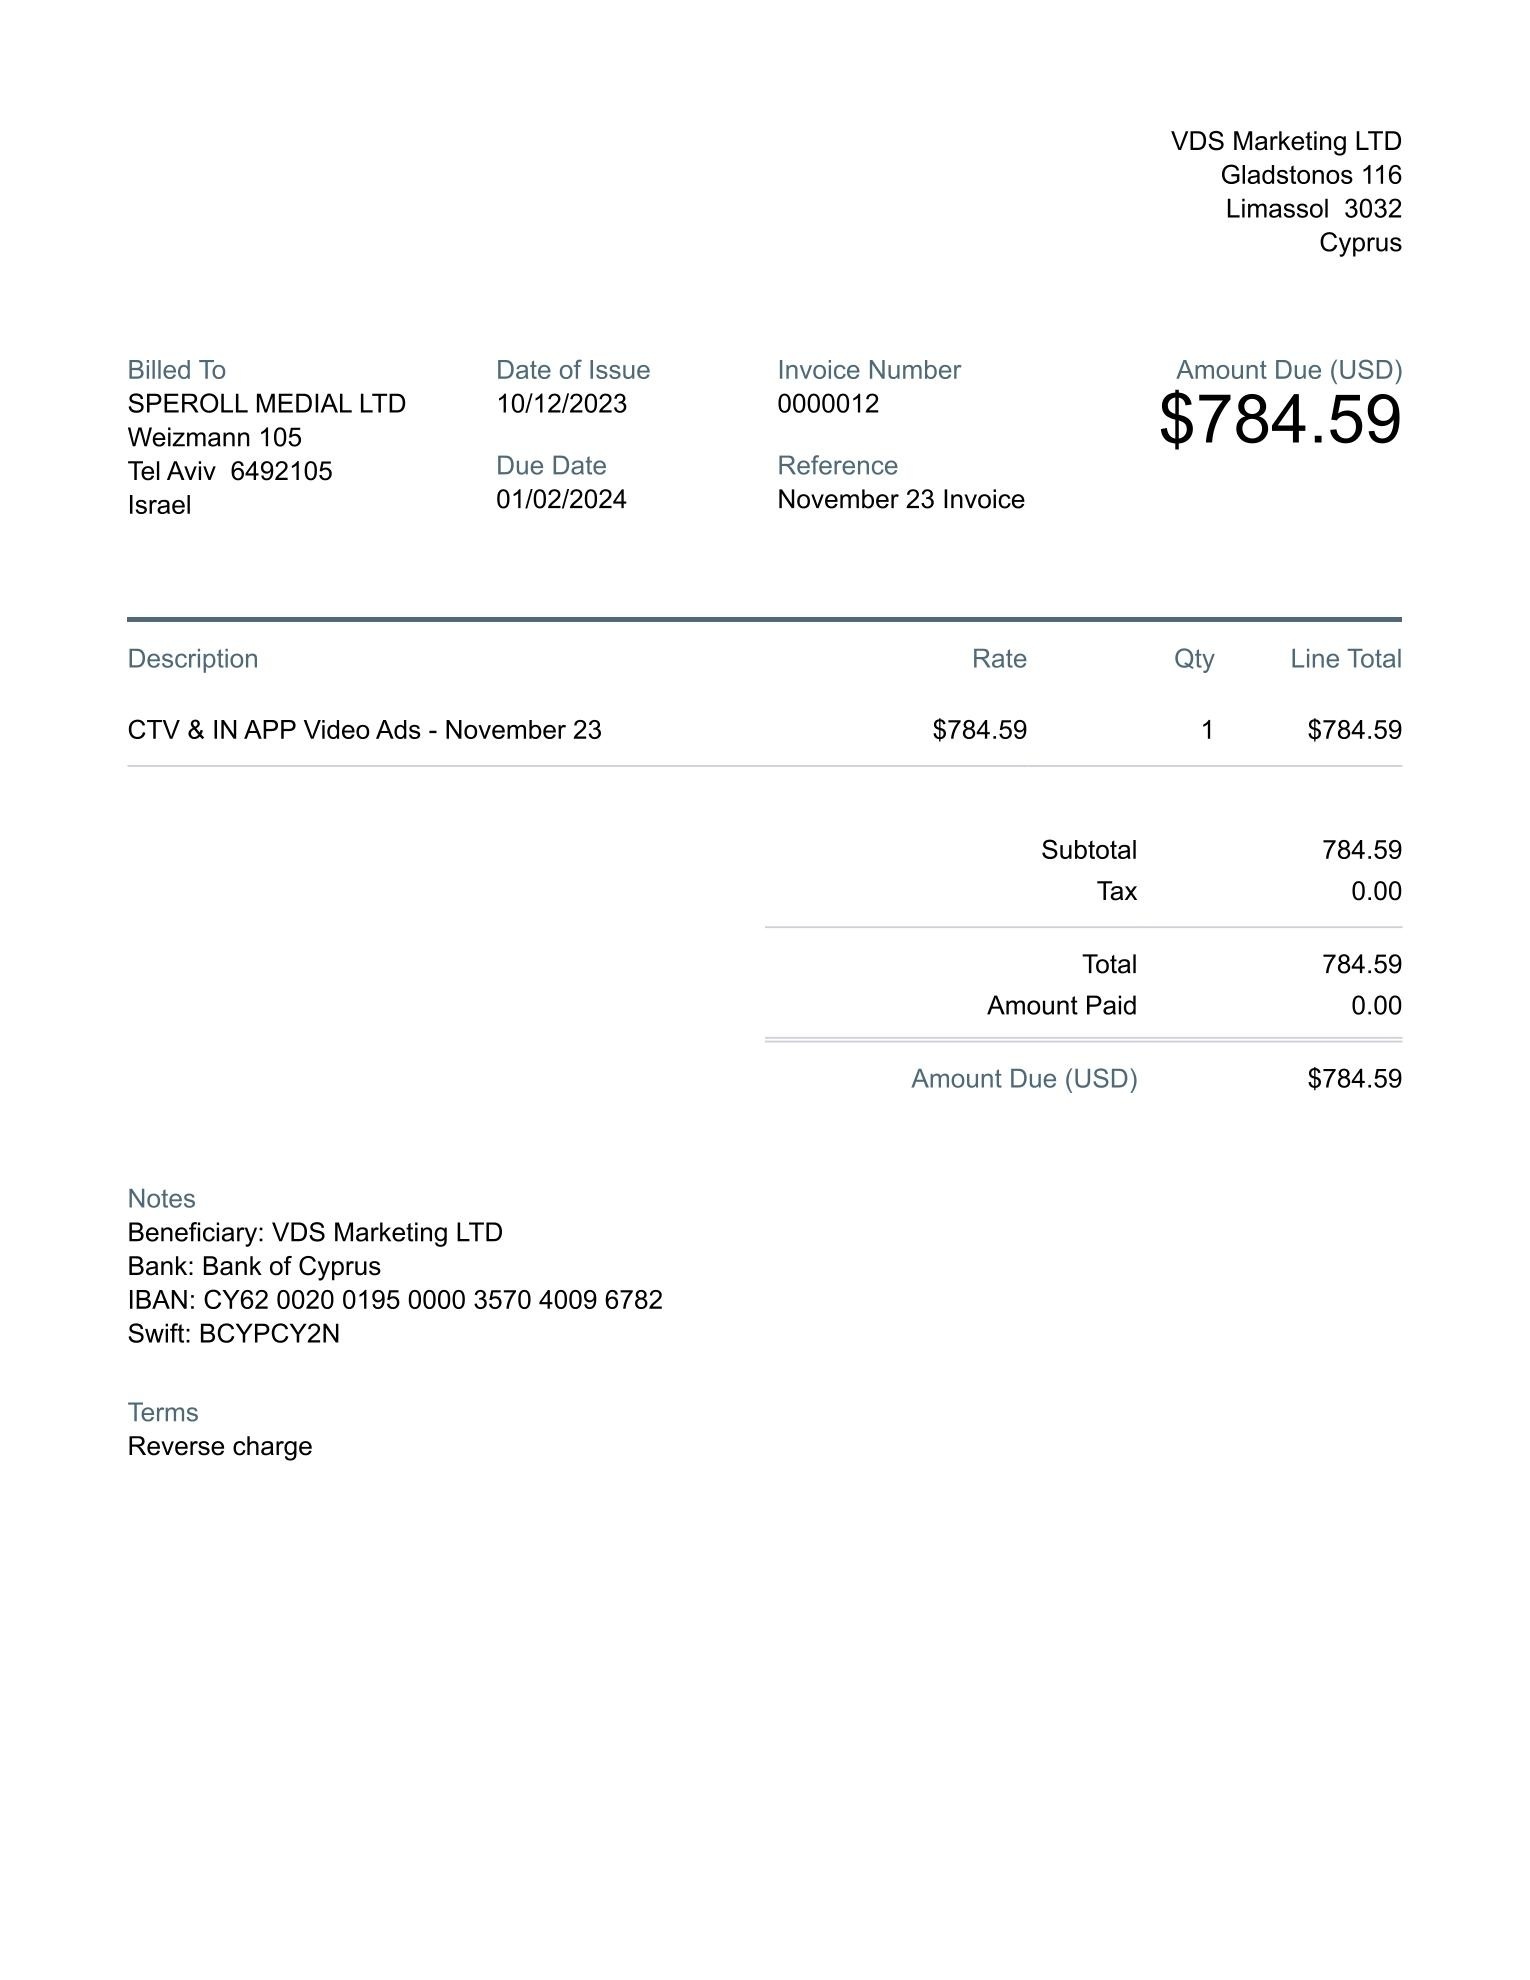 VDS Marketing LTD
Gladstonos 116
Limassol 3032
Cyprus
Billed To
SPEROLL MEDIAL LTD
Weizmann 105
Tel Aviv 6492105
Israel
Date of Issue
10/12/2023
Due Date
01/02/2024
Invoice Number
0000012
Reference
November 23 Invoice
Amount Due (USD)
$784.59
Description Rate Qty Line Total
CTV & IN APP Video Ads - November 23 $784.59 1 $784.59
Subtotal 784.59
Tax 0.00
Total 784.59
Amount Paid 0.00
Amount Due (USD) $784.59
Notes
Beneficiary: VDS Marketing LTD
Bank: Bank of Cyprus
IBAN: CY62 0020 0195 0000 3570 4009 6782
Swift: BCYPCY2N
Terms
Reverse charge